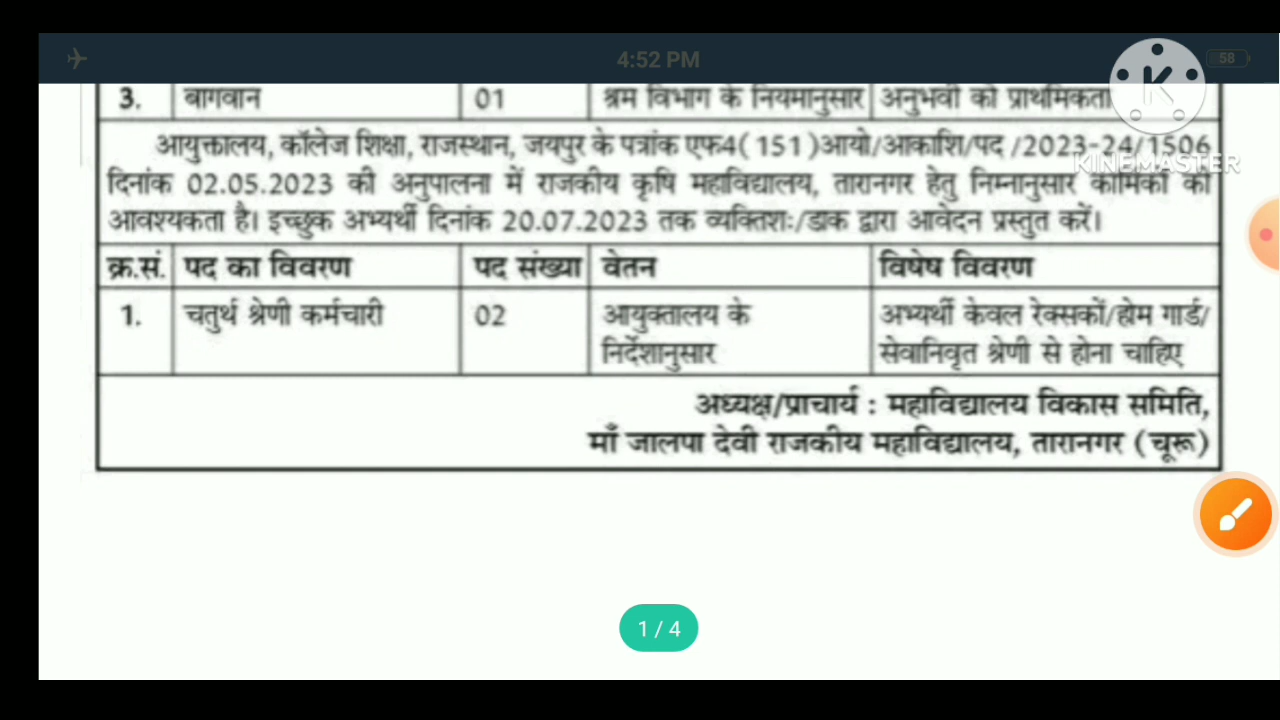 4:52 PM
58
3. बागवान 01 श्रम विभाग के नियमानुसार अनुभवी को प्राथमिकता
K
KINEMASTER
आयुक्तालय, कॉलेज शिक्षा, राजस्थान, जयपुर के पत्रांक एफ4( 151 )आयो/आकाशि/पद /2023-24/1506
दिनांक 02.05.2023 की अनुपालना में राजकीय कृषि महाविद्यालय, तारानगर हेतु निम्नानुसार कार्मिकों की
आवश्यकता है। इच्छुक अभ्यर्थी दिनांक 20.07.2023 तक व्यक्तिशः/डाक द्वारा आवेदन प्रस्तुत करें।
क्र.सं. पद का विवरण पद संख्या वेतन विषेष विवरण
1. चतुर्थ श्रेणी कर्मचारी 02 आयुक्तालय के अभ्यर्थी केवल रेक्सकों/होम गार्ड/
निर्देशानुसार सेवानिवृत श्रेणी से होना चाहिए
अध्यक्ष/प्राचार्य : महाविद्यालय विकास समिति,
माँ जालपा देवी राजकीय महाविद्यालय, तारानगर (चूरू)
1 / 4